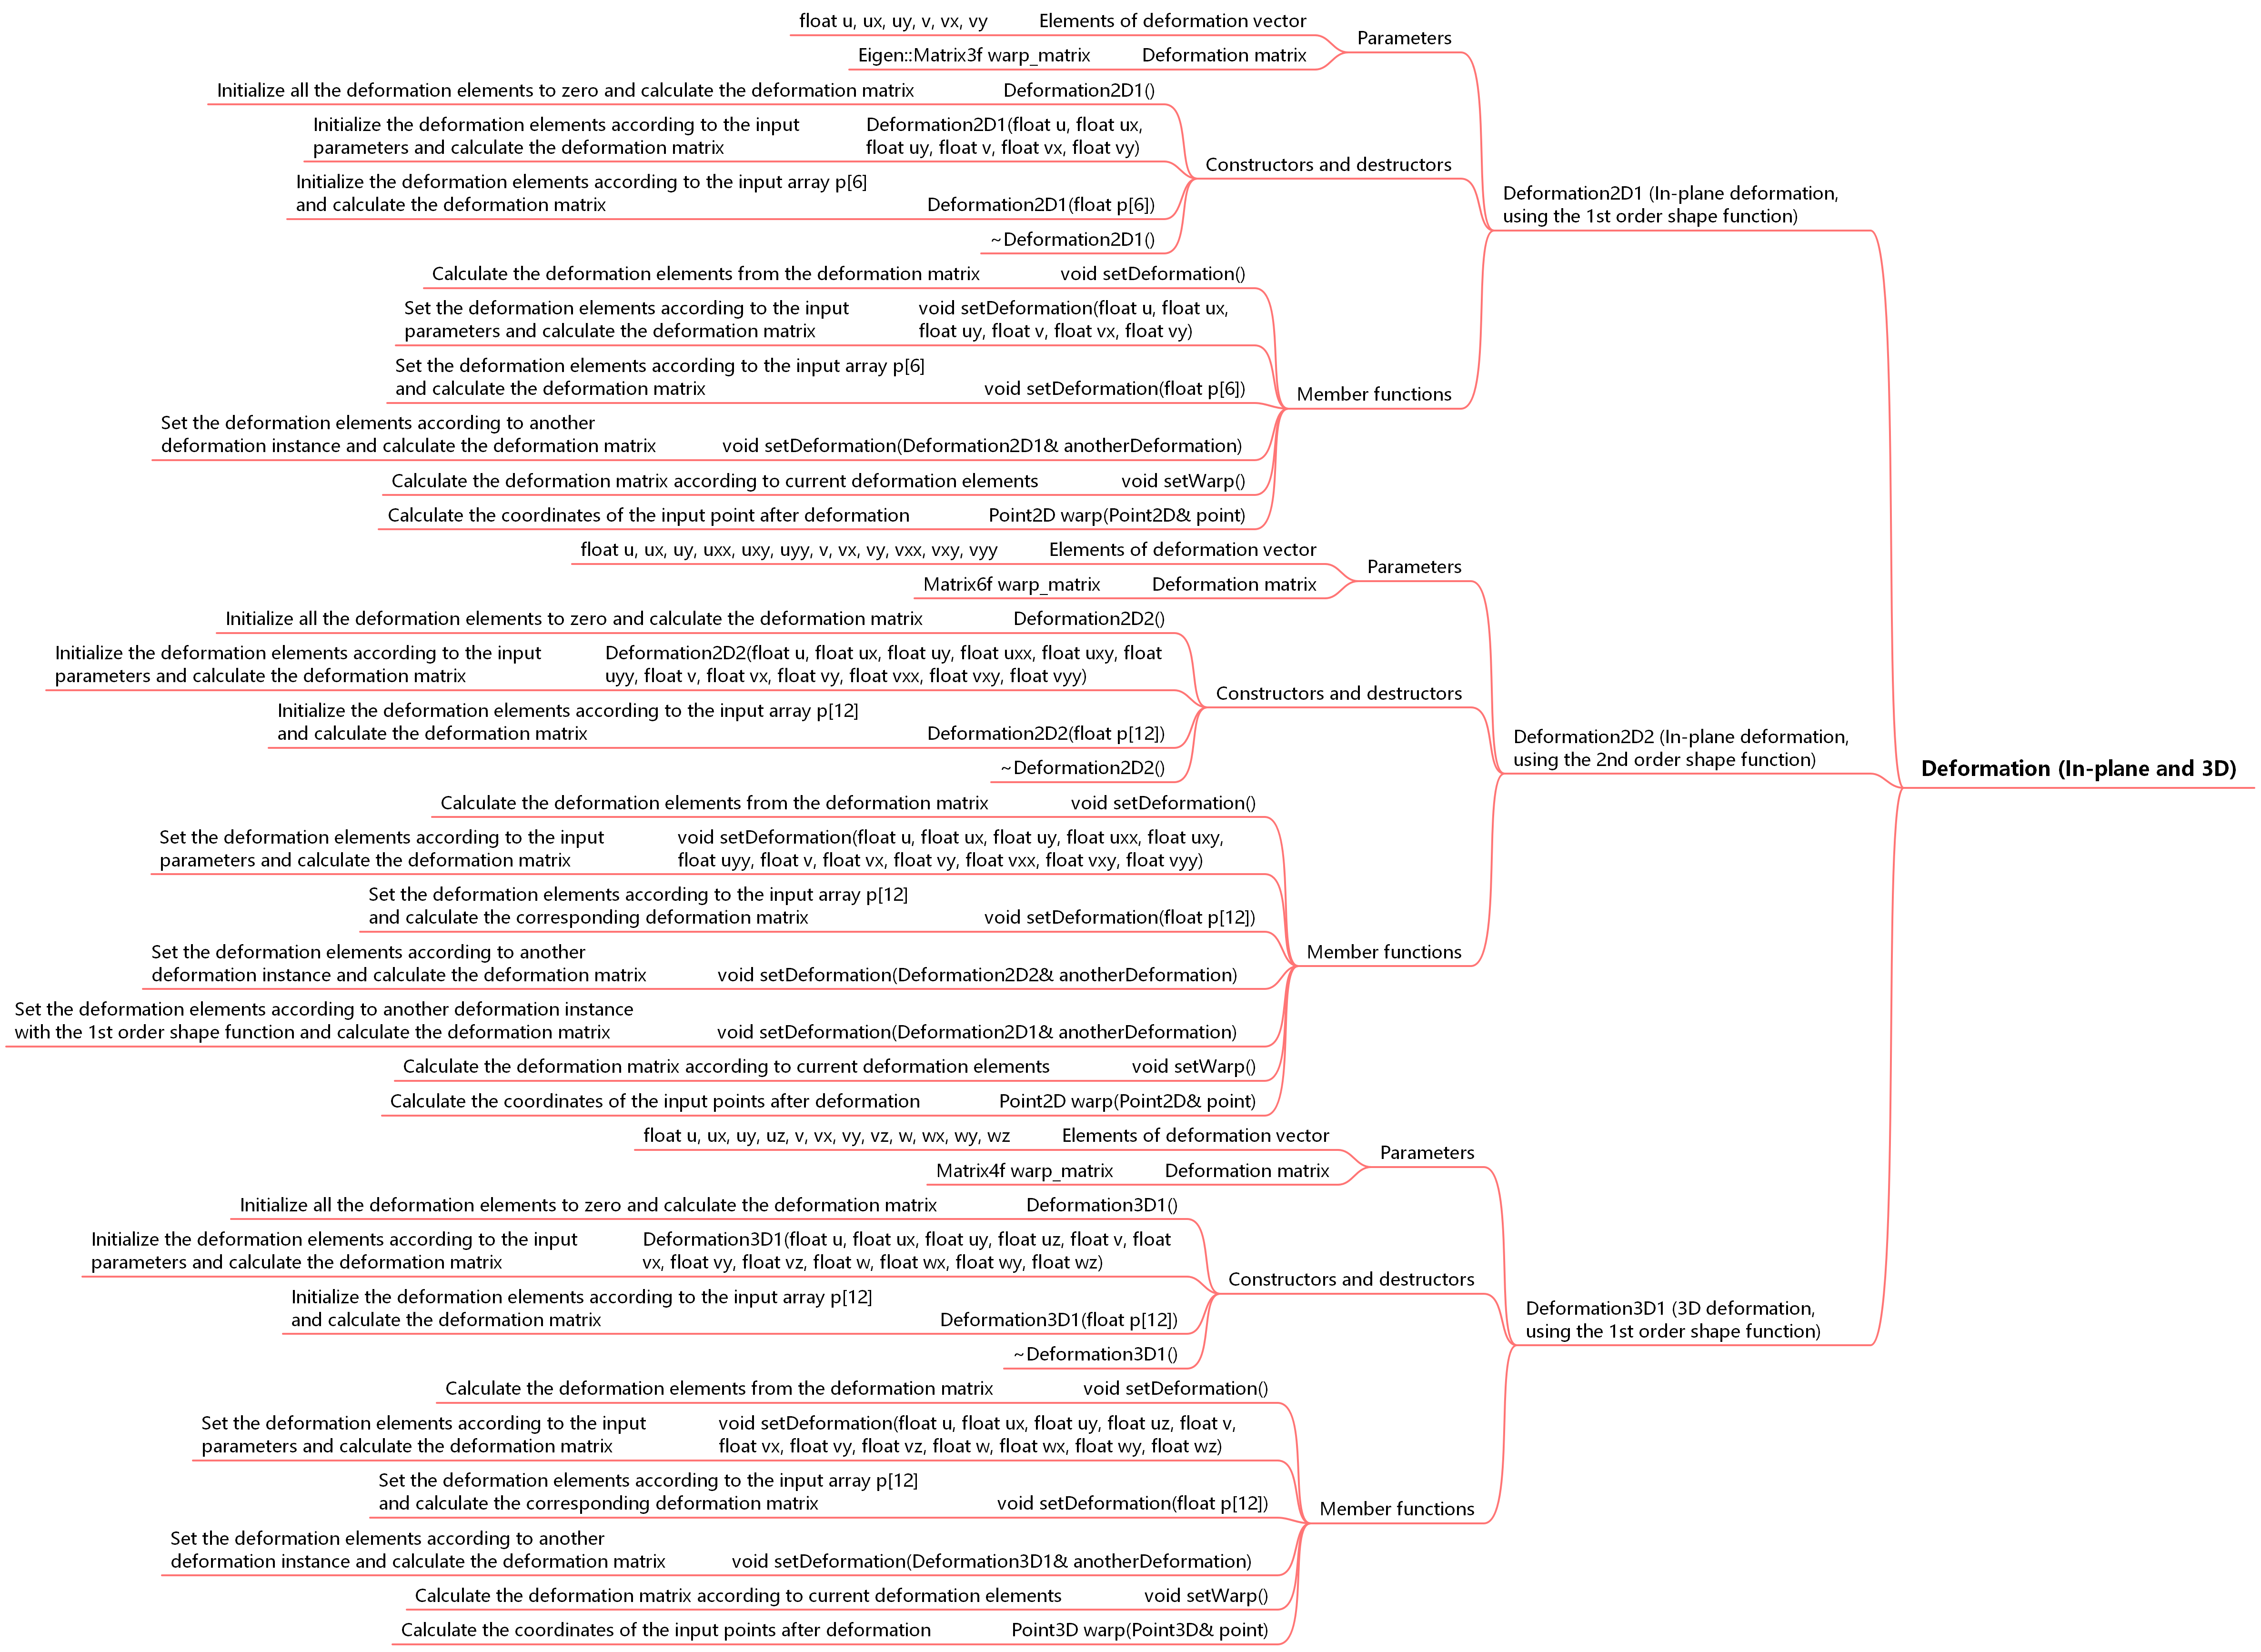 Deformation (In-plane and 3D)
Deformation2D1 (In-plane deformation,
using the 1st order shape function)
Parameters
Elements of deformation vector
float u, ux, uy, v, vx, vy
Deformation matrix
Eigen::Matrix3f warp_matrix
Constructors and destructors
Deformation2D1()
Initialize all the deformation elements to zero and calculate the deformation matrix
Deformation2D1(float u, float ux,
float uy, float v, float vx, float vy)
Initialize the deformation elements according to the input
parameters and calculate the deformation matrix
Deformation2D1(float p[6])
Initialize the deformation elements according to the input array p[6]
and calculate the deformation matrix
~Deformation2D1()
Member functions
void setDeformation()
Calculate the deformation elements from the deformation matrix
void setDeformation(float u, float ux,
float uy, float v, float vx, float vy)
Set the deformation elements according to the input
parameters and calculate the deformation matrix
void setDeformation(float p[6])
Set the deformation elements according to the input array p[6]
and calculate the deformation matrix
void setDeformation(Deformation2D1& anotherDeformation)
Set the deformation elements according to another
deformation instance and calculate the deformation matrix
void setWarp()
Calculate the deformation matrix according to current deformation elements
Point2D warp(Point2D& point)
Calculate the coordinates of the input point after deformation
Deformation2D2 (In-plane deformation,
using the 2nd order shape function)
Parameters
Elements of deformation vector
float u, ux, uy, uxx, uxy, uyy, v, vx, vy, vxx, vxy, vyy
Deformation matrix
Matrix6f warp_matrix
Constructors and destructors
Deformation2D2()
Initialize all the deformation elements to zero and calculate the deformation matrix
Deformation2D2(float u, float ux, float uy, float uxx, float uxy, float
uyy, float v, float vx, float vy, float vxx, float vxy, float vyy)
Initialize the deformation elements according to the input
parameters and calculate the deformation matrix
Deformation2D2(float p[12])
Initialize the deformation elements according to the input array p[12]
and calculate the deformation matrix
~Deformation2D2()
Member functions
void setDeformation()
Calculate the deformation elements from the deformation matrix
void setDeformation(float u, float ux, float uy, float uxx, float uxy,
float uyy, float v, float vx, float vy, float vxx, float vxy, float vyy)
Set the deformation elements according to the input
parameters and calculate the deformation matrix
void setDeformation(float p[12])
Set the deformation elements according to the input array p[12]
and calculate the corresponding deformation matrix
void setDeformation(Deformation2D2& anotherDeformation)
Set the deformation elements according to another
deformation instance and calculate the deformation matrix
void setDeformation(Deformation2D1& anotherDeformation)
Set the deformation elements according to another deformation instance
with the 1st order shape function and calculate the deformation matrix
void setWarp()
Calculate the deformation matrix according to current deformation elements
Point2D warp(Point2D& point)
Calculate the coordinates of the input points after deformation
Deformation3D1 (3D deformation,
using the 1st order shape function)
Parameters
Elements of deformation vector
float u, ux, uy, uz, v, vx, vy, vz, w, wx, wy, wz
Deformation matrix
Matrix4f warp_matrix
Constructors and destructors
Deformation3D1()
Initialize all the deformation elements to zero and calculate the deformation matrix
Deformation3D1(float u, float ux, float uy, float uz, float v, float
vx, float vy, float vz, float w, float wx, float wy, float wz)
Initialize the deformation elements according to the input
parameters and calculate the deformation matrix
Deformation3D1(float p[12])
Initialize the deformation elements according to the input array p[12]
and calculate the deformation matrix
~Deformation3D1()
Member functions
void setDeformation()
Calculate the deformation elements from the deformation matrix
void setDeformation(float u, float ux, float uy, float uz, float v,
float vx, float vy, float vz, float w, float wx, float wy, float wz)
Set the deformation elements according to the input
parameters and calculate the deformation matrix
void setDeformation(float p[12])
Set the deformation elements according to the input array p[12]
and calculate the corresponding deformation matrix
void setDeformation(Deformation3D1& anotherDeformation)
Set the deformation elements according to another
deformation instance and calculate the deformation matrix
void setWarp()
Calculate the deformation matrix according to current deformation elements
Point3D warp(Point3D& point)
Calculate the coordinates of the input points after deformation